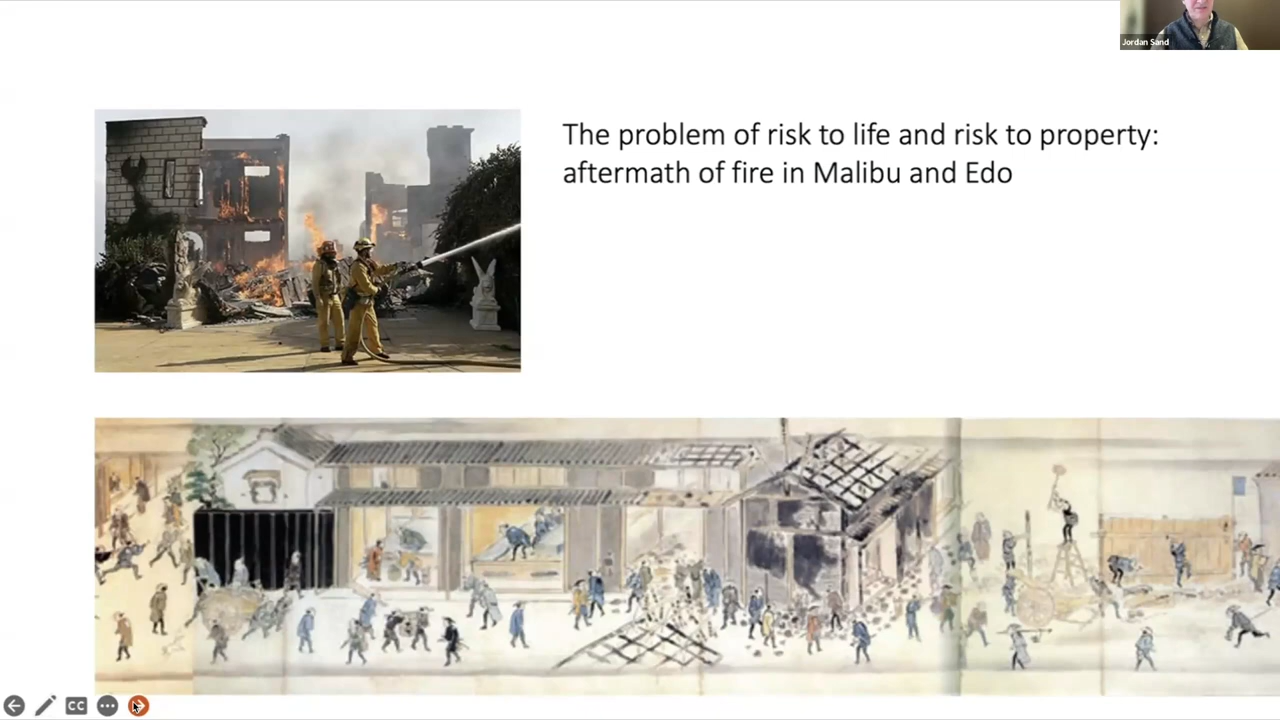 Jordan Sand
The problem of risk to life and risk to property:
aftermath of fire in Malibu and Edo
CC